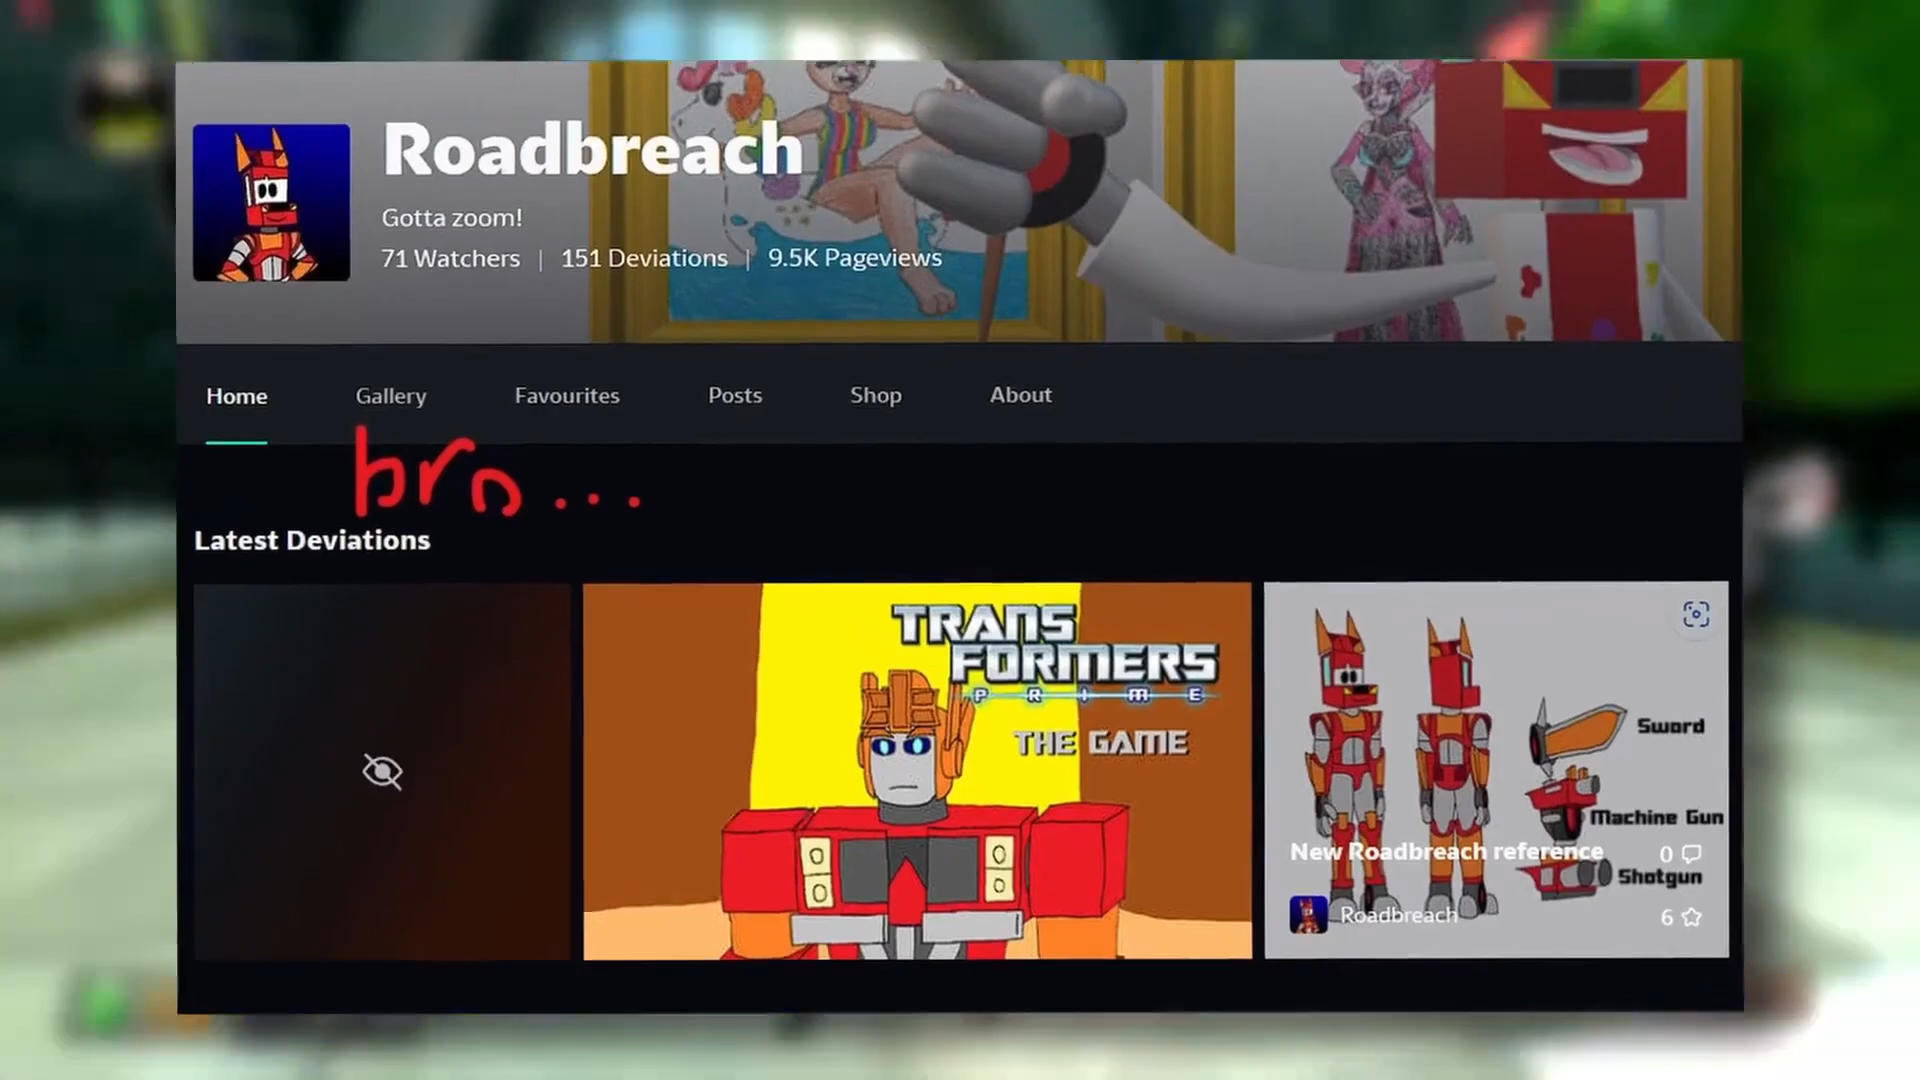 Roadbreach
Gotta zoom!
71 Watchers | 151 Deviations | 9.5K Pageviews
Home Gallery Favourites Posts Shop About
bro...
Latest Deviations
TRANS
FORMERS
PRIME
THE GAME
Sword
Machine Gun
New Roadbreach reference 0
Shotgun
Roadbreach 6